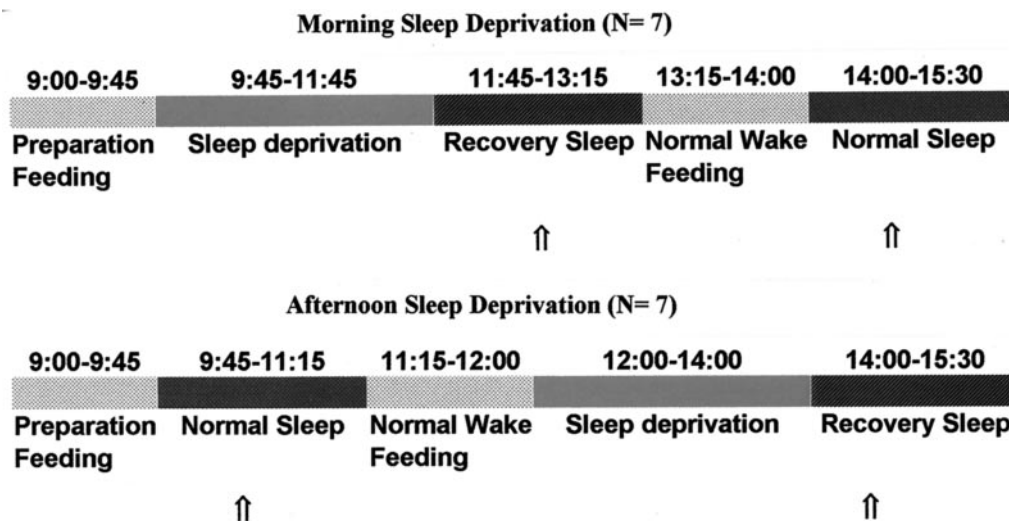 Morning Sleep Deprivation (N= 7)
9:00-9:45 9:45-11:45 11:45-13:15 13:15-14:00 14:00-15:30
Preparation Sleep deprivation Recovery Sleep Normal Wake Normal Sleep
Feeding Feeding
⇑ ⇑
Afternoon Sleep Deprivation (N= 7)
9:00-9:45 9:45-11:15 11:15-12:00 12:00-14:00 14:00-15:30
Preparation Normal Sleep Normal Wake Sleep deprivation Recovery Sleep
Feeding Feeding
⇑ ⇑